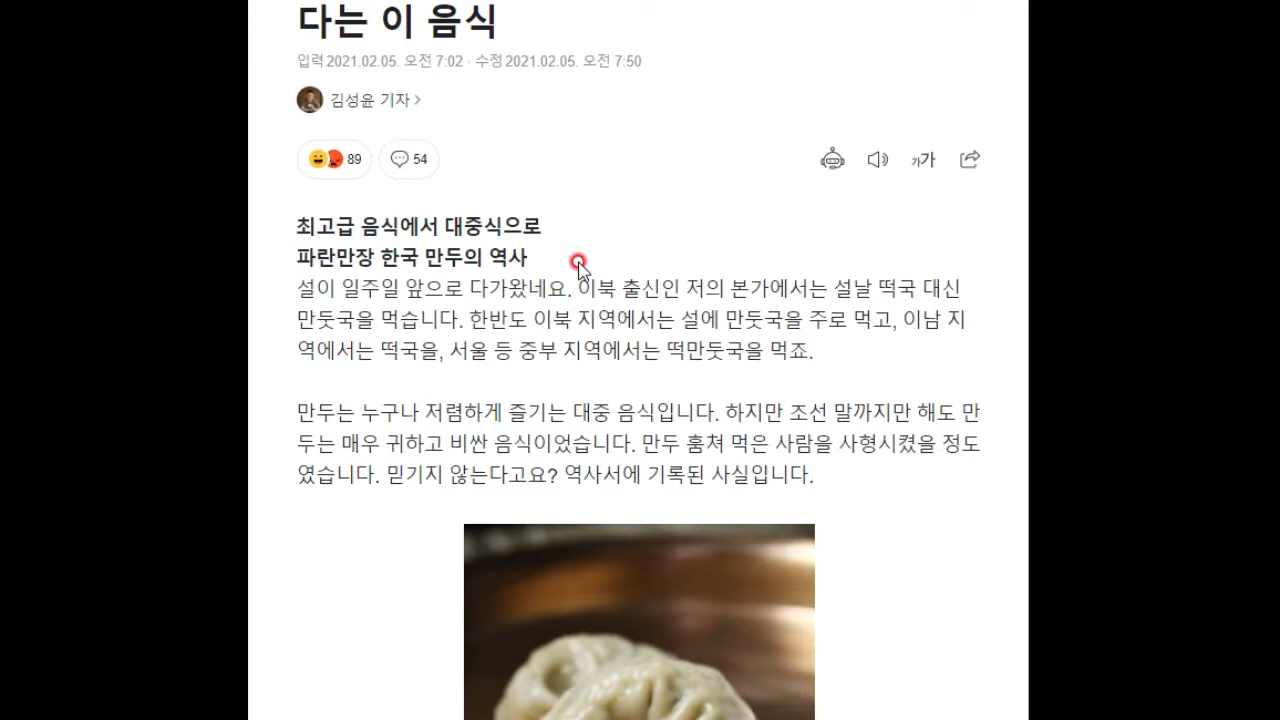 다는 이 음식
입력 2021.02.05. 오전 7:02 · 수정 2021.02.05. 오전 7:50
김성윤 기자
89
54
가가
최고급 음식에서 대중식으로
파란만장 한국 만두의 역사
설이 일주일 앞으로 다가왔네요. 이북 출신인 저의 본가에서는 설날 떡국 대신
만둣국을 먹습니다. 한반도 이북 지역에서는 설에 만둣국을 주로 먹고, 이남 지
역에서는 떡국을, 서울 등 중부 지역에서는 떡만둣국을 먹죠.
만두는 누구나 저렴하게 즐기는 대중 음식입니다. 하지만 조선 말까지만 해도 만
두는 매우 귀하고 비싼 음식이었습니다. 만두 훔쳐 먹은 사람을 사형시켰을 정도
였습니다. 믿기지 않는다고요? 역사서에 기록된 사실입니다.